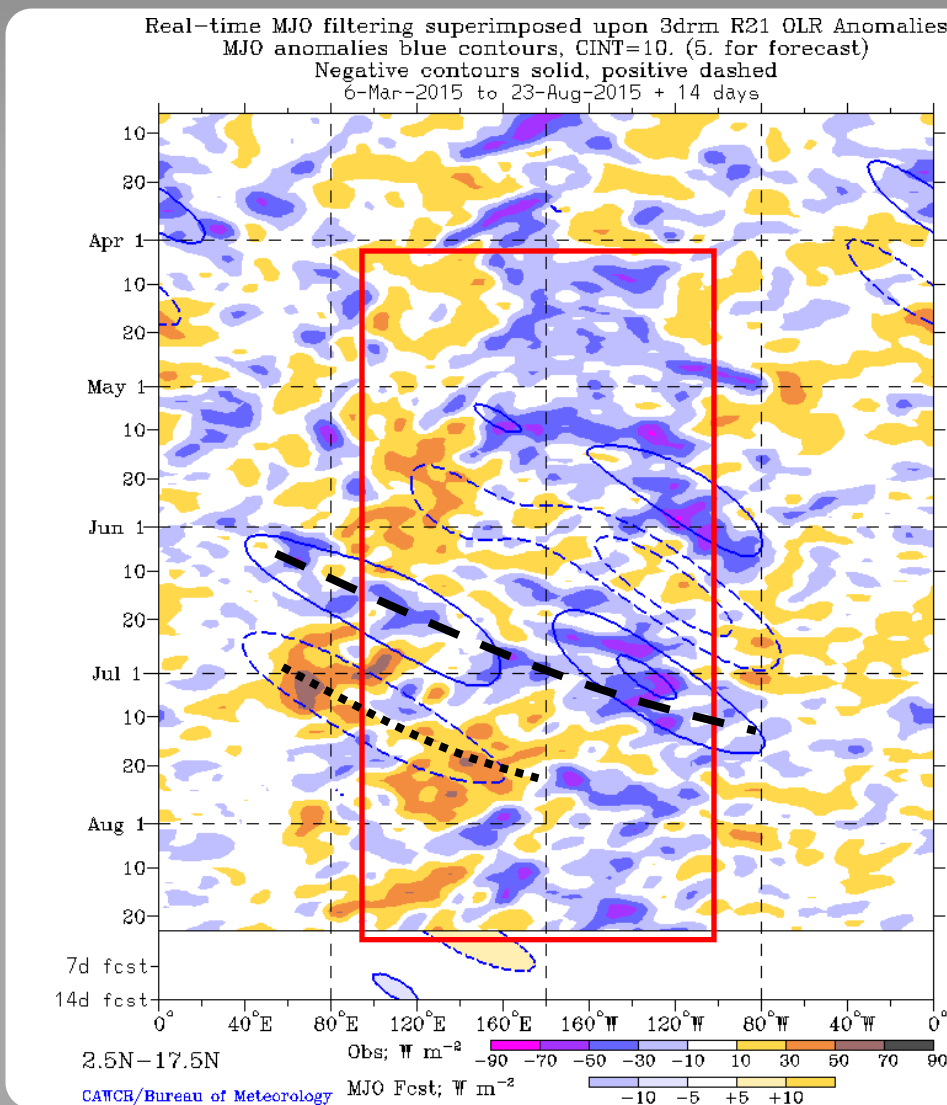 Real-time MJO filtering superimposed upon 3drm R21 OLR Anomalies
MJO anomalies blue contours, CINT=10. (5. for forecast)
Negative contours solid, positive dashed
6-Mar-2015 to 23-Aug-2015 + 14 days
10
20
Apr 1
10
20
May 1
10
20
Jun 1
10
20
Jul 1
10
20
Aug 1
10
20
7d fcst
14d fcst
0° 40°E 80°E 120°E 160°E 160°W 120°W 80°W 40°W 0°
2.5N-17.5N
Obs; W m-2
-90 -70 -50 -30 -10 10 30 50 70 90
CAWCR/Bureau of Meteorology
MJO Fcst; W m-2
-10 -5 +5 +10